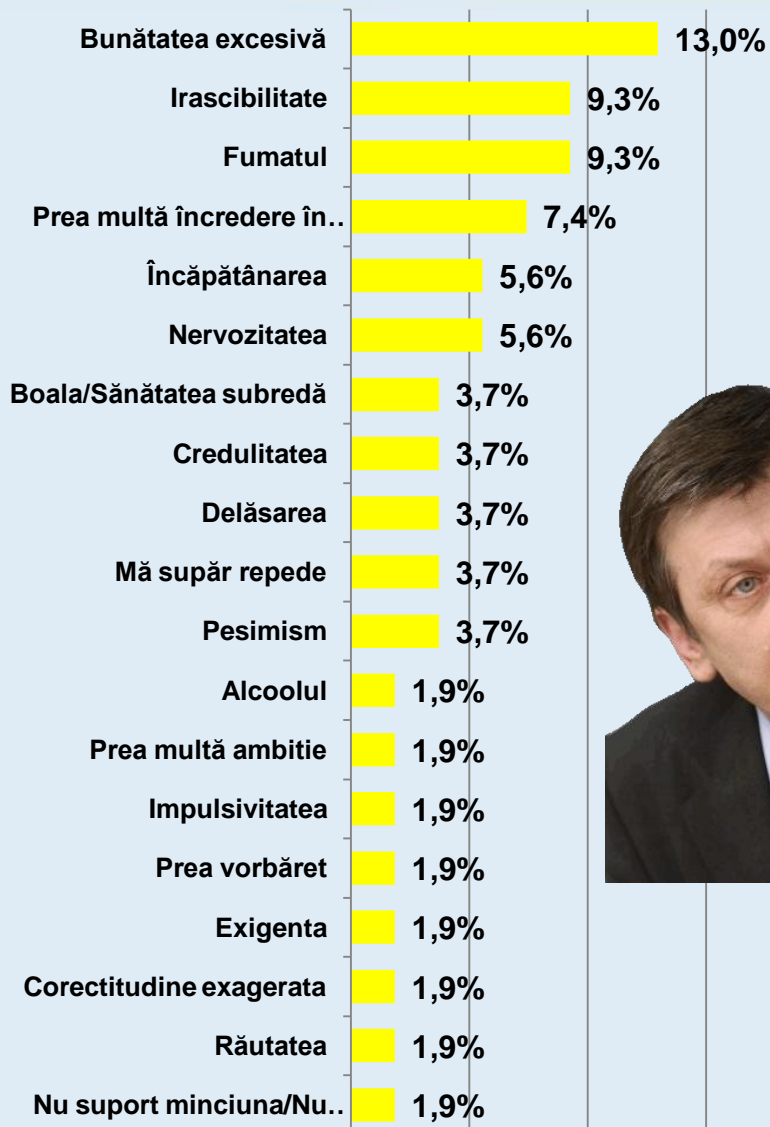 Bunătatea excesivă 13,0%
Irascibilitate 9,3%
Fumatul 9,3%
Prea multă încredere în.. 7,4%
Încăpătânarea 5,6%
Nervozitatea 5,6%
Boala/Sănătatea subredă 3,7%
Credulitatea 3,7%
Delăsarea 3,7%
Mă supăr repede 3,7%
Pesimism 3,7%
Alcoolul 1,9%
Prea multă ambitie 1,9%
Impulsivitatea 1,9%
Prea vorbăret 1,9%
Exigenta 1,9%
Corectitudine exagerata 1,9%
Răutatea 1,9%
Nu suport minciuna/Nu.. 1,9%